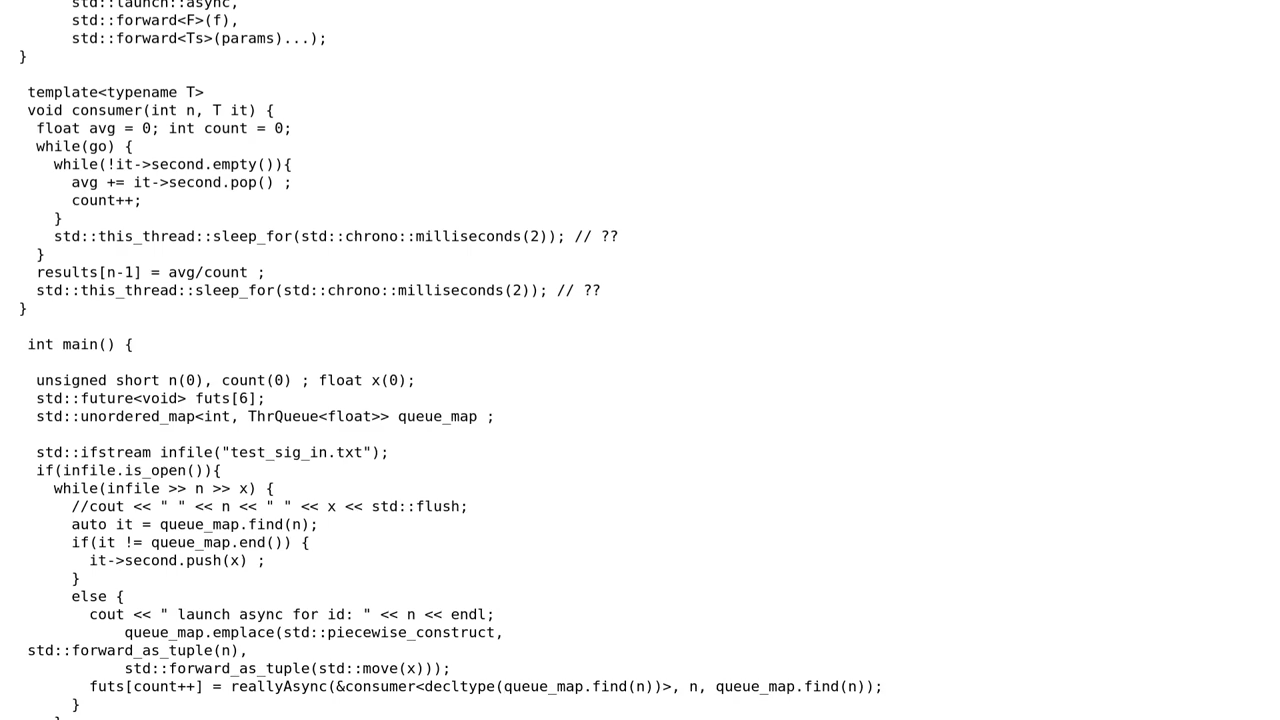 std::launch::async,
std::forward<F>(f),
std::forward<Ts>(params)...);
}
template<typename T>
void consumer(int n, T it) {
float avg = 0; int count = 0;
while(go) {
while(!it->second.empty()){
avg += it->second.pop() ;
count++;
}
std::this_thread::sleep_for(std::chrono::milliseconds(2)); // ??
}
results[n-1] = avg/count ;
std::this_thread::sleep_for(std::chrono::milliseconds(2)); // ??
}
int main() {
unsigned short n(0), count(0) ; float x(0);
std::future<void> futs[6];
std::unordered_map<int, ThrQueue<float>> queue_map ;
std::ifstream infile("test_sig_in.txt");
if(infile.is_open()){
while(infile >> n >> x) {
//cout << " " << n << " " << x << std::flush;
auto it = queue_map.find(n);
if(it != queue_map.end()) {
it->second.push(x) ;
}
else {
cout << " launch async for id: " << n << endl;
queue_map.emplace(std::piecewise_construct,
std::forward_as_tuple(n),
std::forward_as_tuple(std::move(x)));
futs[count++] = reallyAsync(&consumer<decltype(queue_map.find(n))>, n, queue_map.find(n));
}
}